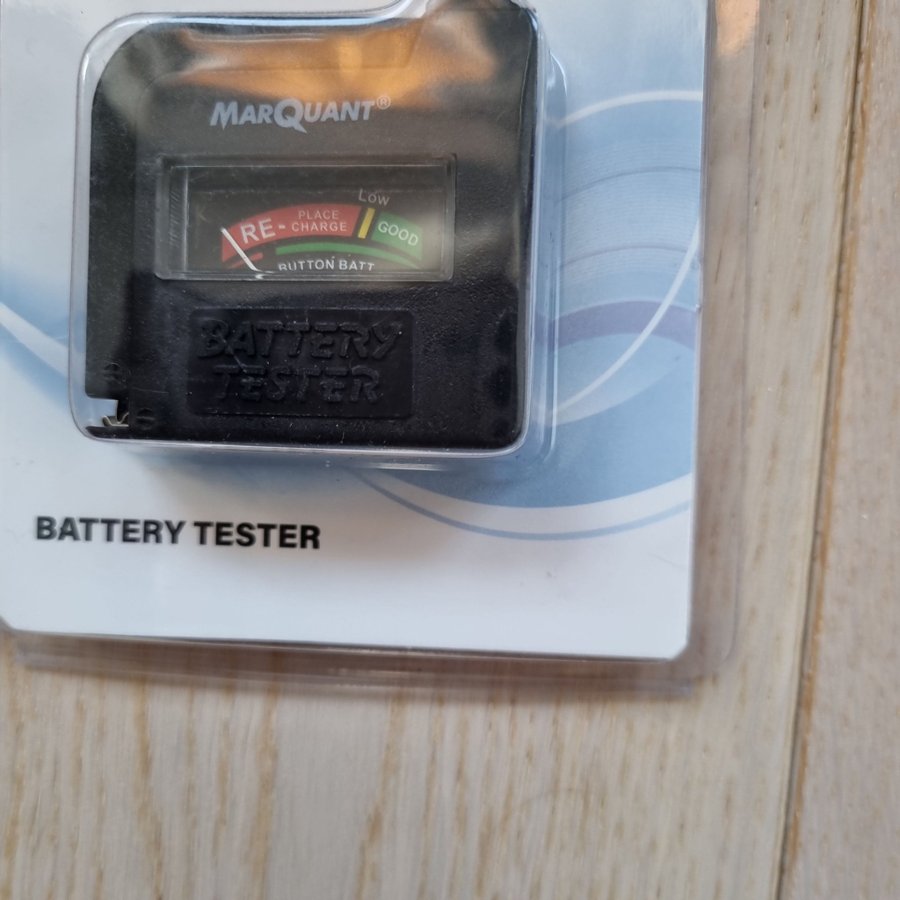 MARQUANT®
LOW
RE- PLACE
CHARGE
GOOD
BUTTON BATT
BATTERY
TESTER
BATTERY TESTER